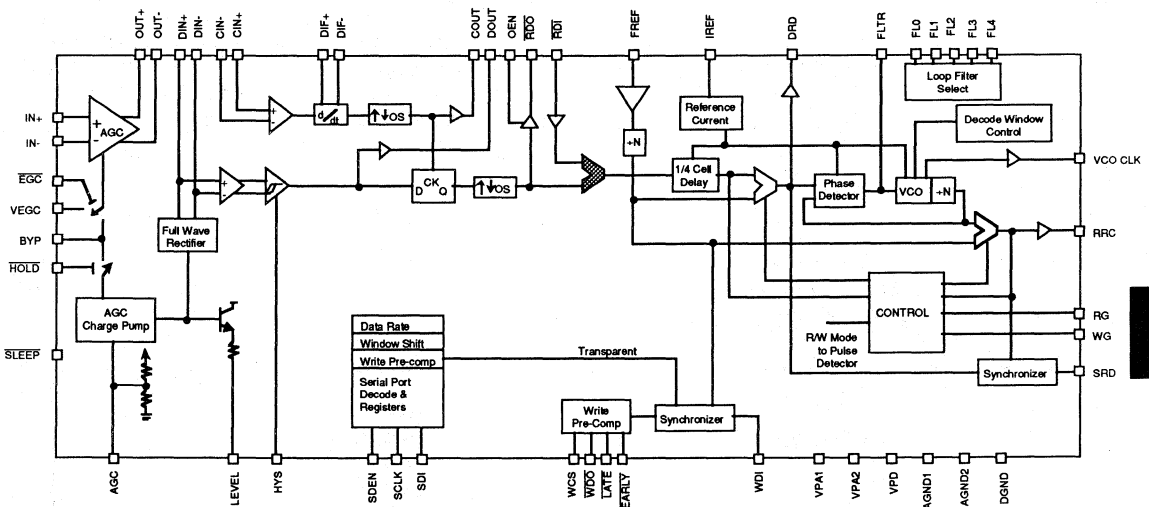 OUT+
OUT-
DIN+
DIN-
CIN-
CIN+
DIF+
DIF-
COUT
DOUT
OEN
RDO
RDI
FREF
IREF
DRD
FLTR
FL0
FL1
FL2
FL3
FL4
Loop Filter
Select
IN+
IN-
+
-
AGC
+
-
d/dt
↑↓OS
÷N
Reference
Current
Decode Window
Control
VCO CLK
EGC
VEGC
BYP
HOLD
+
D
CK
Q
↑↓OS
1/4 Cell
Delay
Phase
Detector
VCO
÷N
Full Wave
Rectifier
RRC
AGC
Charge Pump
CONTROL
RG
WG
R/W Mode
to Pulse
Detector
SLEEP
Data Rate
Window Shift
Write Pre-comp
Serial Port
Decode &
Registers
Transparent
Synchronizer
SRD
Write
Pre-Comp
Synchronizer
AGC
LEVEL
HYS
SDEN
SCLK
SDI
WCS
WDO
LATE
EARLY
WDI
VPA1
VPA2
VPD
AGND1
AGND2
DGND